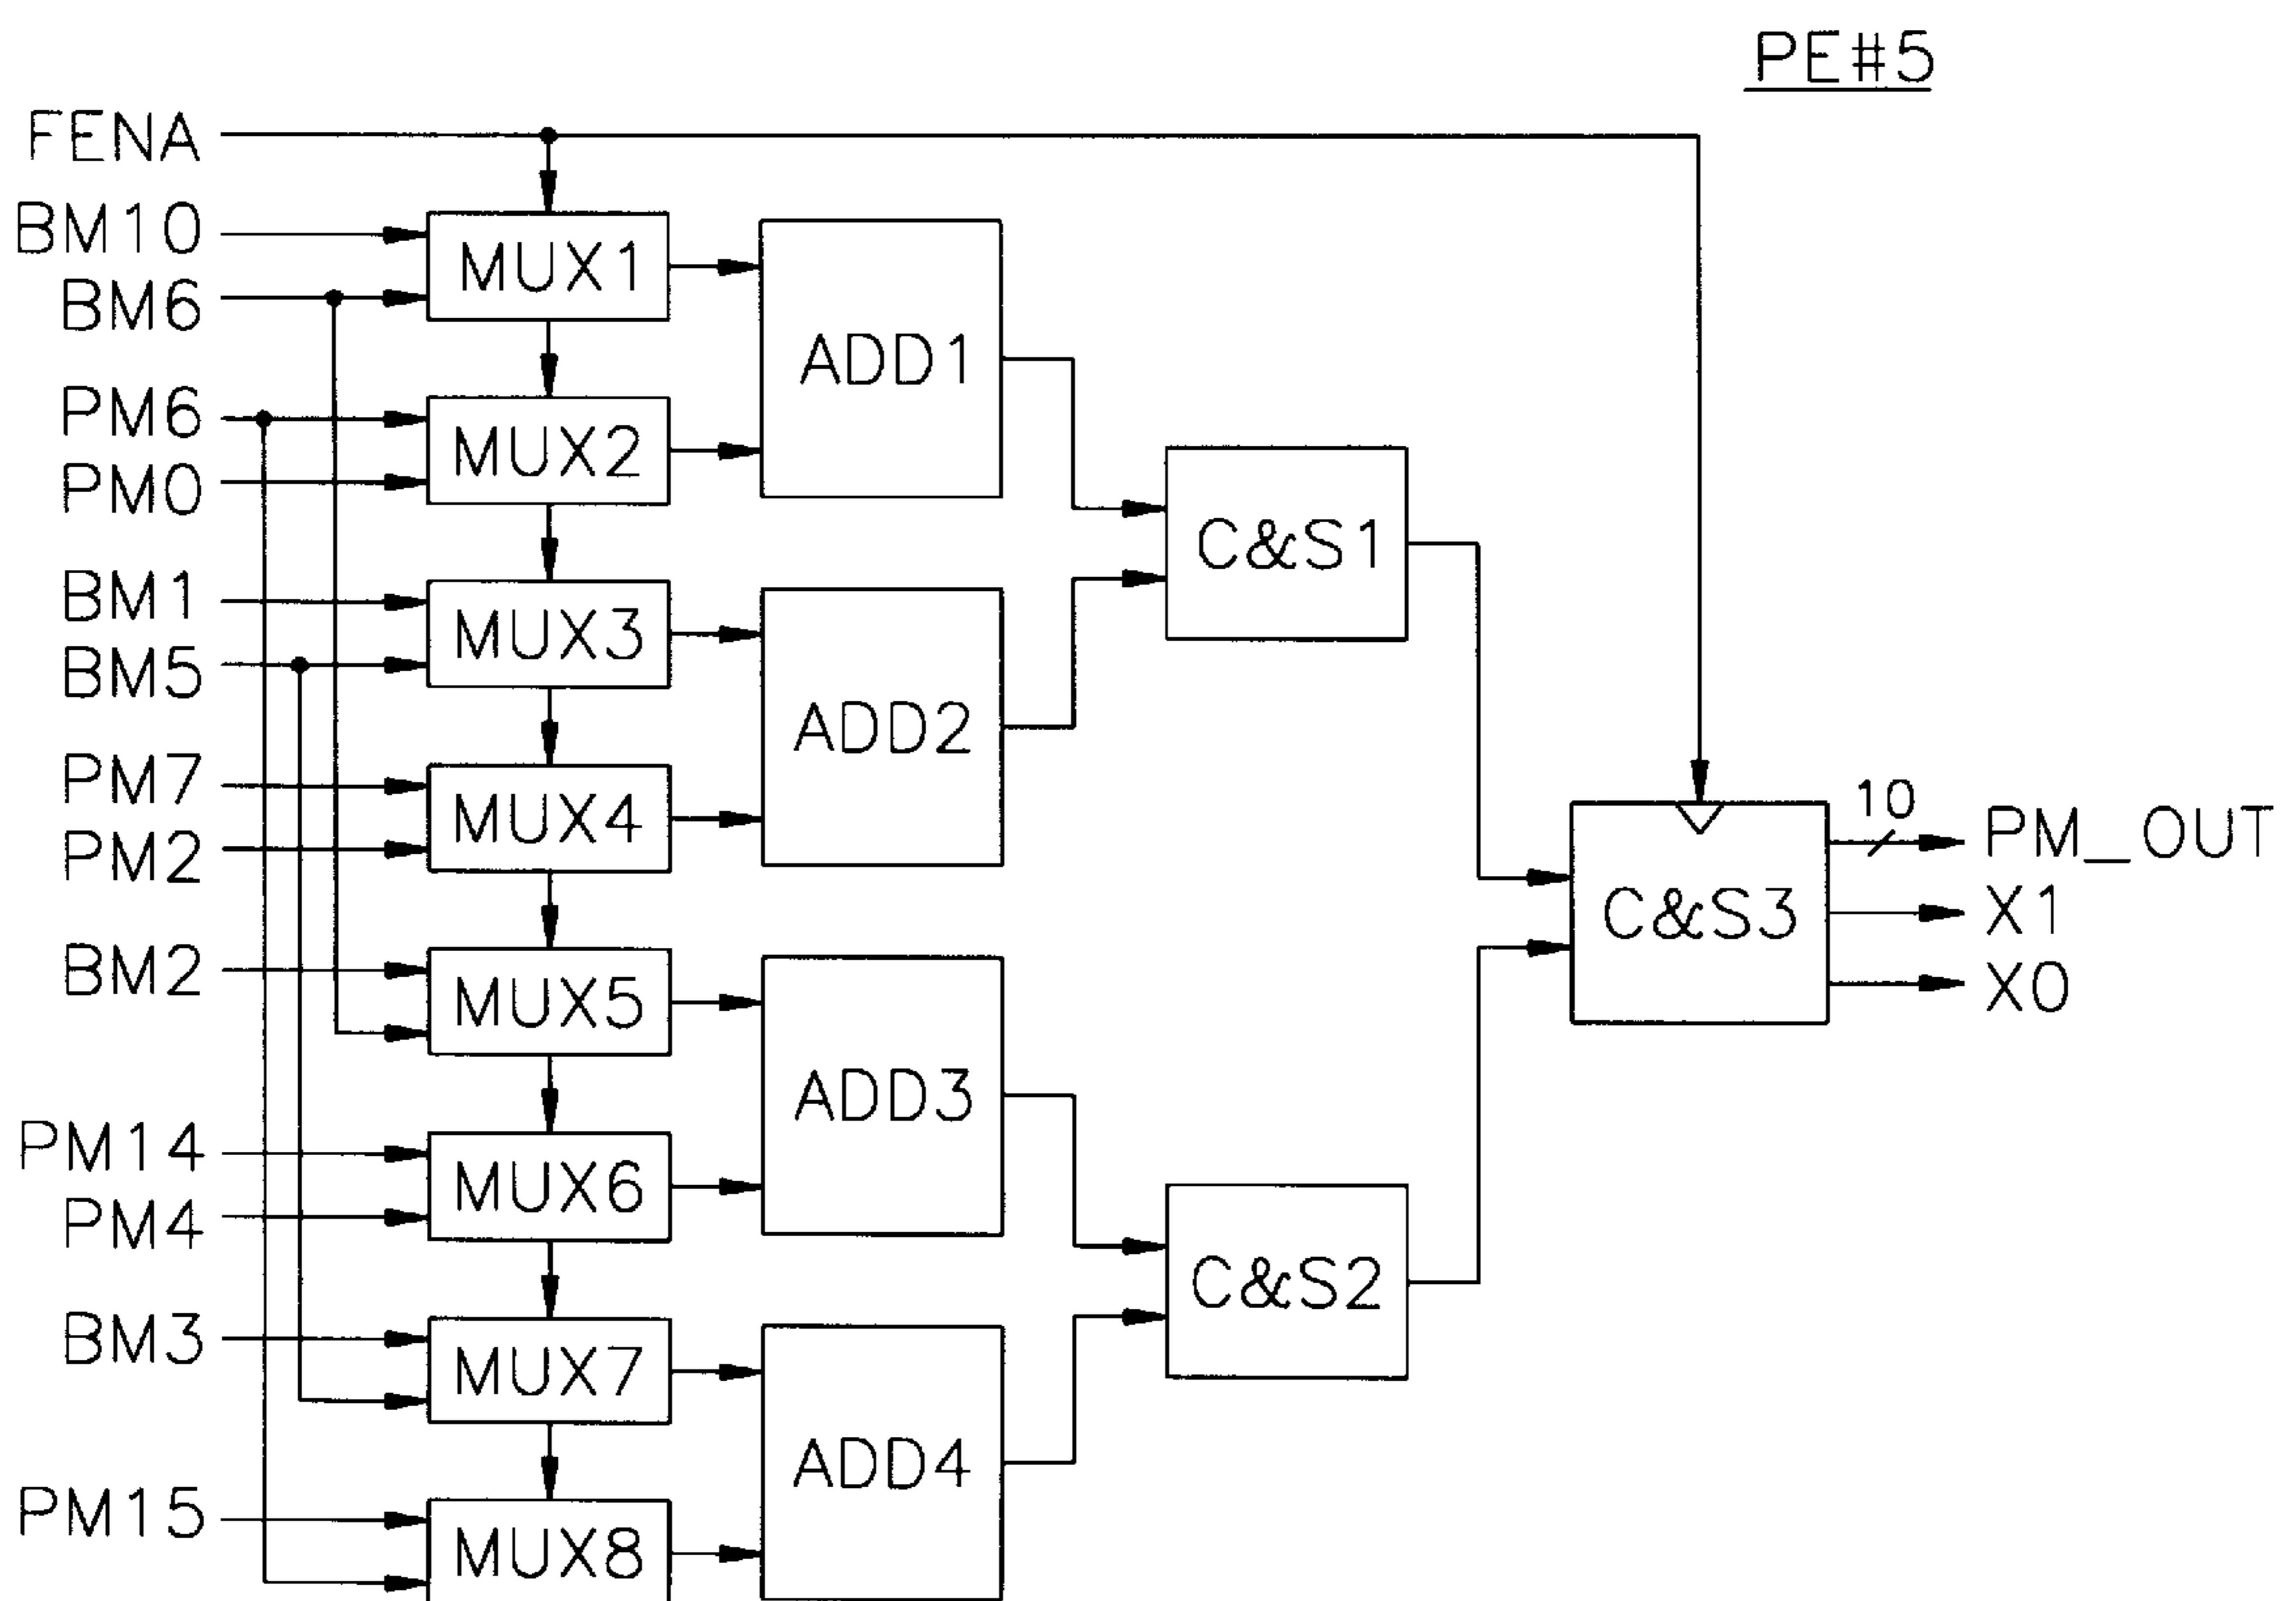 PE#5
FENA
BM10
MUX1
BM6
ADD1
PM6
MUX2
PM0
C&S1
BM1
MUX3
BM5
ADD2
PM7
MUX4
PM2
10
PM_OUT
C&S3
X1
X0
BM2
MUX5
ADD3
PM14
MUX6
PM4
C&S2
BM3
MUX7
ADD4
PM15
MUX8